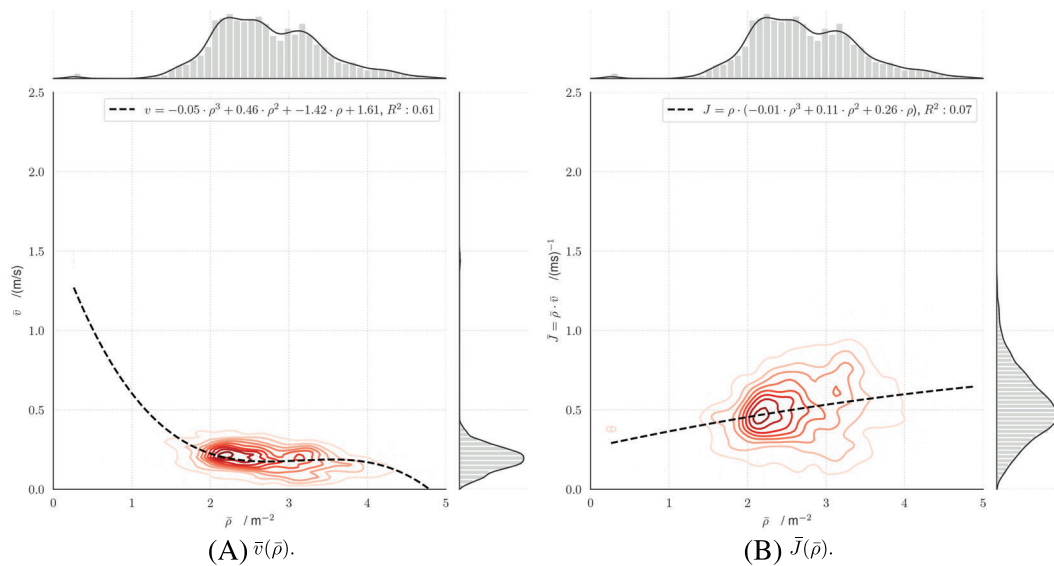 v = −0.05 · ρ³ + 0.46 · ρ² + −1.42 · ρ + 1.61, R² : 0.61
2.5
2.0
1.5
1.0
0.5
0.0
v̄ /(m/s)
0 1 2 3 4 5
ρ̄ / m⁻²
(A) v̄(ρ̄).
J = ρ · (−0.01 · ρ³ + 0.11 · ρ² + 0.26 · ρ), R² : 0.07
2.5
2.0
1.5
1.0
0.5
0.0
J̄ = ρ̄ · v̄ /(ms)⁻¹
0 1 2 3 4 5
ρ̄ / m⁻²
(B) J̄(ρ̄).